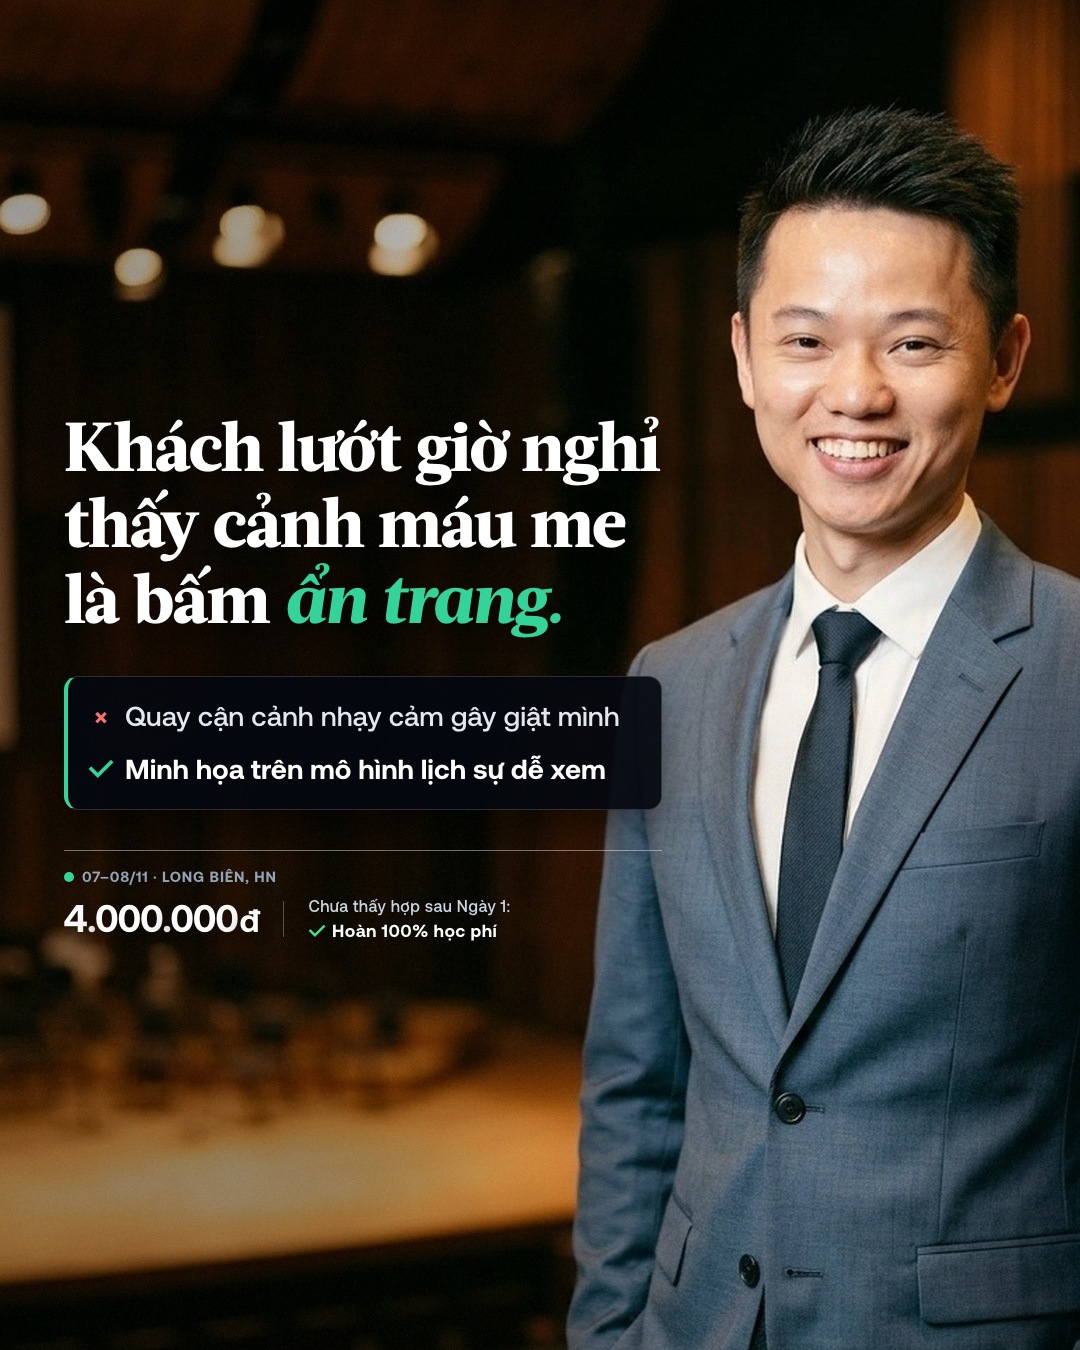 Khách lướt giờ nghỉ
thấy cảnh máu me
là bấm ẩn trang.
× Quay cận cảnh nhạy cảm gây giật mình
✓ Minh họa trên mô hình lịch sự dễ xem
07–08/11 · LONG BIÊN, HN
4.000.000đ
Chưa thấy hợp sau Ngày 1:
✓ Hoàn 100% học phí